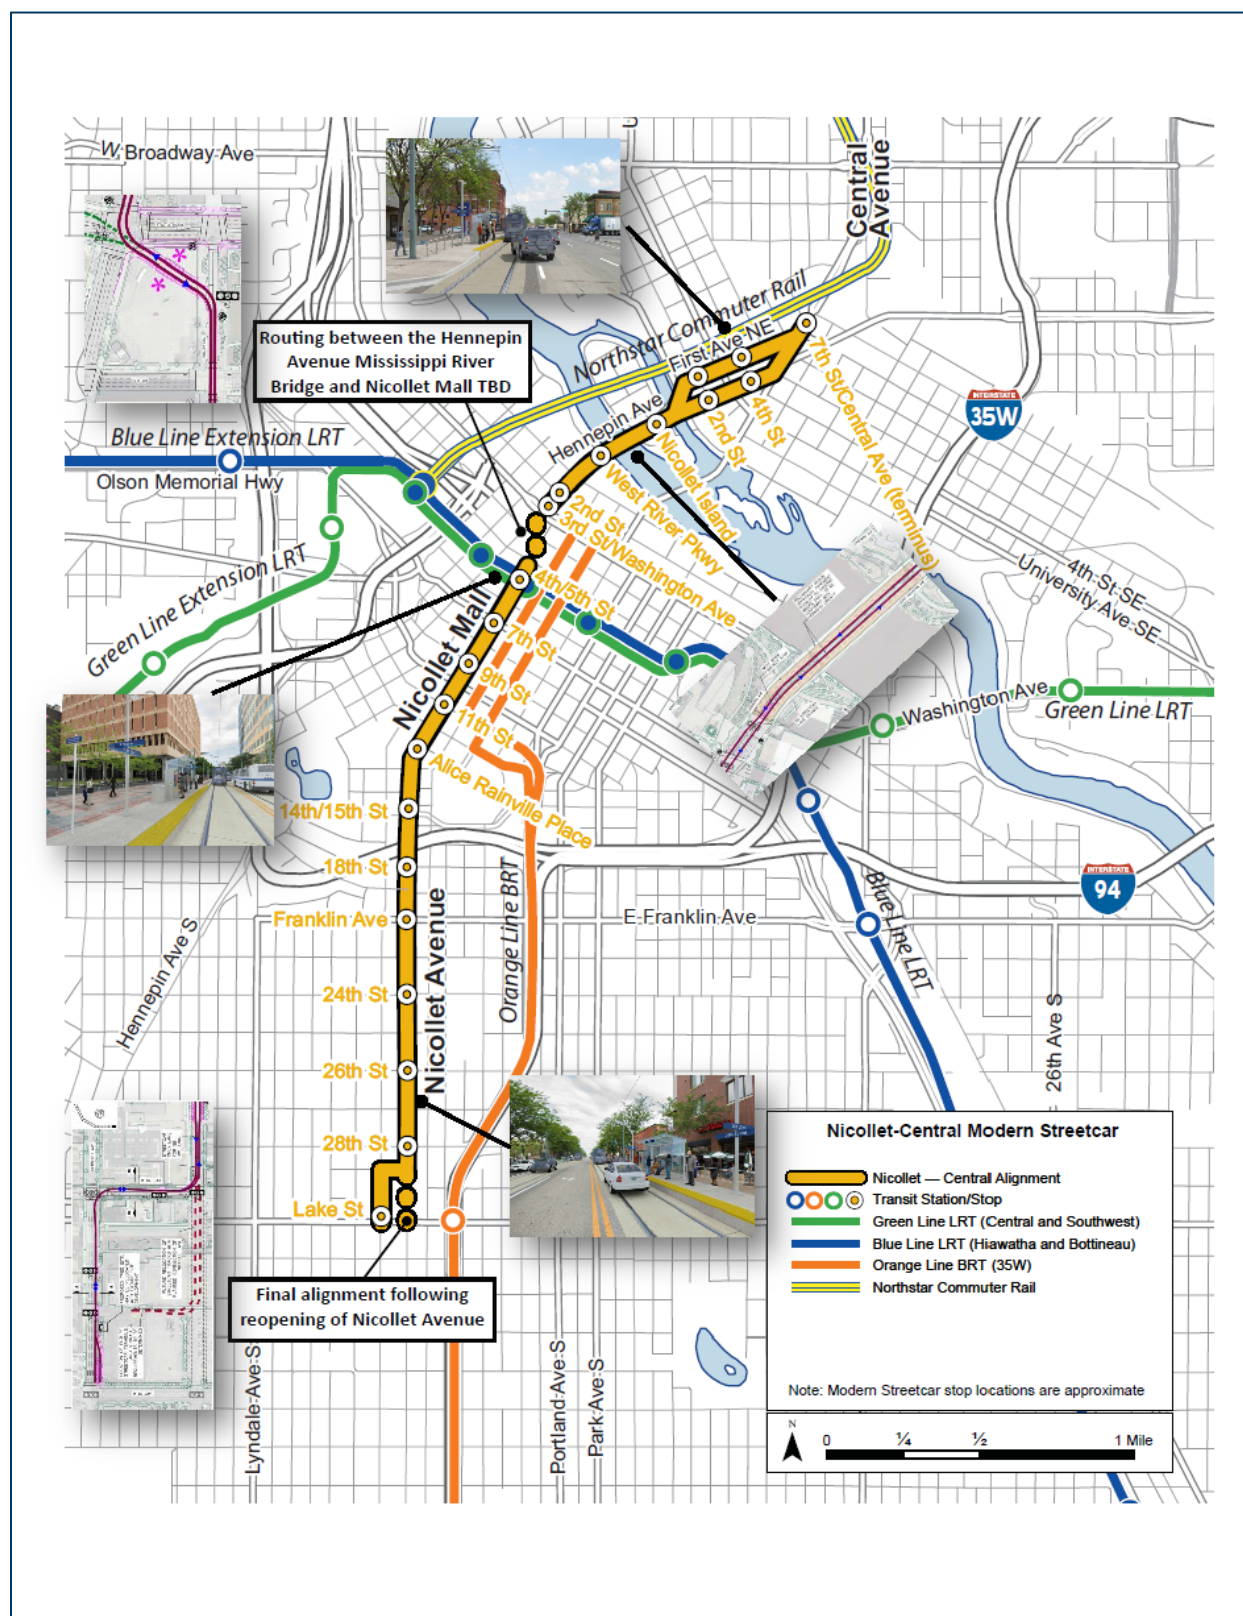 W Broadway Ave
Central
Avenue
Northstar Commuter Rail
First Ave NE
Routing between the Hennepin
Avenue Mississippi River
Bridge and Nicollet Mall TBD
INTERSTATE
35W
7th St/Central Ave (terminus)
4th St
2nd St
Hennepin Ave
Nicollet Island
West River Pkwy
Blue Line Extension LRT
Olson Memorial Hwy
2nd St
3rd St/Washington Ave
4th St SE
University Ave SE
Green Line Extension LRT
4th/5th St
Nicollet Mall
7th St
9th St
11th St
Washington Ave
Green Line LRT
Alice Rainville Place
14th/15th St
18th St
INTERSTATE
94
Franklin Ave
E Franklin Ave
Blue Line LRT
Orange Line BRT
Hennepin Ave S
24th St
Nicollet Avenue
26th St
26th Ave S
28th St
Lake St
Final alignment following
reopening of Nicollet Avenue
Lyndale Ave S
Portland Ave S
Park Ave S
Nicollet-Central Modern Streetcar
Nicollet — Central Alignment
Transit Station/Stop
Green Line LRT (Central and Southwest)
Blue Line LRT (Hiawatha and Bottineau)
Orange Line BRT (35W)
Northstar Commuter Rail
Note: Modern Streetcar stop locations are approximate
N
0 ¼ ½ 1 Mile